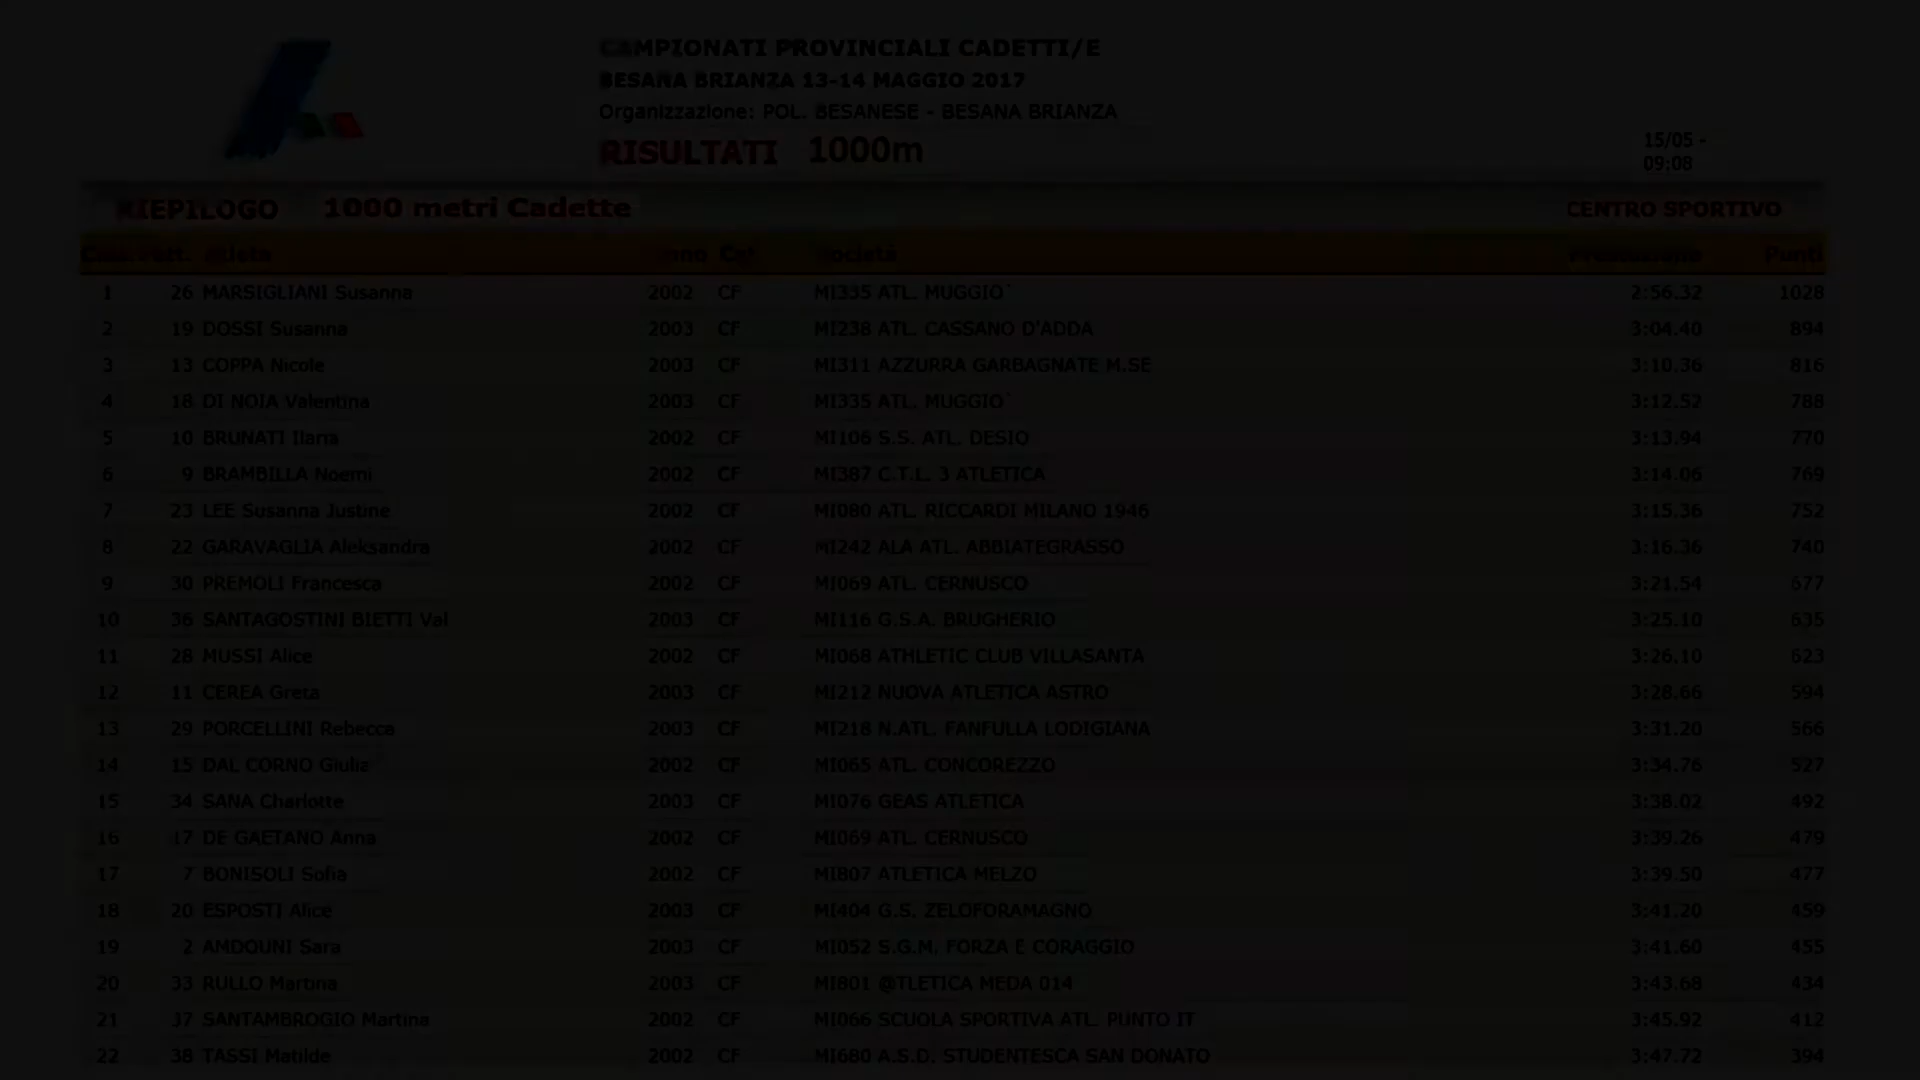 CAMPIONATI PROVINCIALI CADETTI/E
BESANA BRIANZA 13-14 MAGGIO 2017
Organizzazione: POL. BESANESE - BESANA BRIANZA
RISULTATI 1000m
15/05 -
09:08
RIEPILOGO 1000 metri Cadette CENTRO SPORTIVO
Clas. Pett. Atleta Anno Cat. Società Prestazione Punti
1 26 MARSIGLIANI Susanna 2002 CF MI335 ATL. MUGGIO` 2:56.32 1028
2 19 DOSSI Susanna 2003 CF MI238 ATL. CASSANO D'ADDA 3:04.40 894
3 13 COPPA Nicole 2003 CF MI311 AZZURRA GARBAGNATE M.SE 3:10.36 816
4 18 DI NOIA Valentina 2003 CF MI335 ATL. MUGGIO` 3:12.52 788
5 10 BRUNATI Ilaria 2002 CF MI106 S.S. ATL. DESIO 3:13.94 770
6 9 BRAMBILLA Noemi 2002 CF MI387 C.T.L. 3 ATLETICA 3:14.06 769
7 23 LEE Susanna Justine 2002 CF MI080 ATL. RICCARDI MILANO 1946 3:15.36 752
8 22 GARAVAGLIA Aleksandra 2002 CF MI242 ALA ATL. ABBIATEGRASSO 3:16.36 740
9 30 PREMOLI Francesca 2002 CF MI069 ATL. CERNUSCO 3:21.54 677
10 36 SANTAGOSTINI BIETTI Val 2003 CF MI116 G.S.A. BRUGHERIO 3:25.10 635
11 28 MUSSI Alice 2002 CF MI068 ATHLETIC CLUB VILLASANTA 3:26.10 623
12 11 CEREA Greta 2003 CF MI212 NUOVA ATLETICA ASTRO 3:28.66 594
13 29 PORCELLINI Rebecca 2003 CF MI218 N.ATL. FANFULLA LODIGIANA 3:31.20 566
14 15 DAL CORNO Giulia 2002 CF MI065 ATL. CONCOREZZO 3:34.76 527
15 34 SANA Charlotte 2003 CF MI076 GEAS ATLETICA 3:38.02 492
16 17 DE GAETANO Anna 2002 CF MI069 ATL. CERNUSCO 3:39.26 479
17 7 BONISOLI Sofia 2002 CF MI807 ATLETICA MELZO 3:39.50 477
18 20 ESPOSTI Alice 2003 CF MI404 G.S. ZELOFORAMAGNO 3:41.20 459
19 2 AMDOUNI Sara 2003 CF MI052 S.G.M. FORZA E CORAGGIO 3:41.60 455
20 33 RULLO Martina 2003 CF MI801 @TLETICA MEDA 014 3:43.68 434
21 37 SANTAMBROGIO Martina 2002 CF MI066 SCUOLA SPORTIVA ATL. PUNTO IT 3:45.92 412
22 38 TASSI Matilde 2002 CF MI680 A.S.D. STUDENTESCA SAN DONATO 3:47.72 394